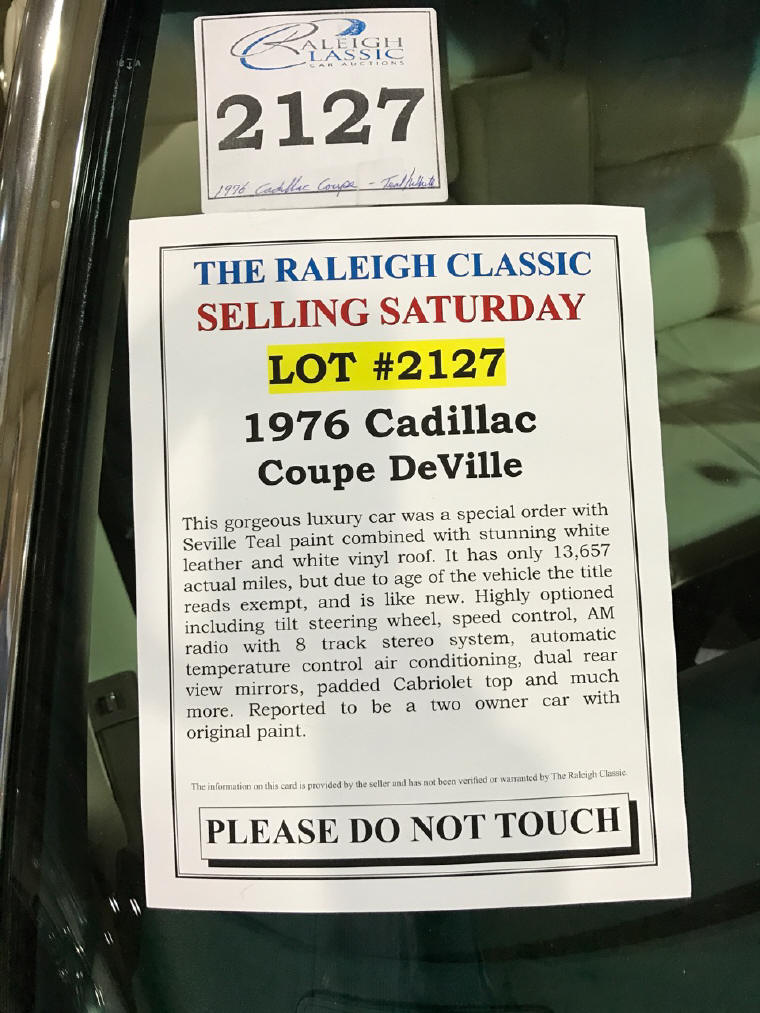 RALEIGH
CLASSIC
CAR AUCTIONS
2127
1976 Cadillac Coupe - Teal/White
THE RALEIGH CLASSIC
SELLING SATURDAY
LOT #2127
1976 Cadillac
Coupe DeVille
This gorgeous luxury car was a special order with
Seville Teal paint combined with stunning white
leather and white vinyl roof. It has only 13,657
actual miles, but due to age of the vehicle the title
reads exempt, and is like new. Highly optioned
including tilt steering wheel, speed control, AM
radio with 8 track stereo system, automatic
temperature control air conditioning, dual rear
view mirrors, padded Cabriolet top and much
more. Reported to be a two owner car with
original paint.
The information on this card is provided by the seller and has not been verified or warranted by The Raleigh Classic.
PLEASE DO NOT TOUCH